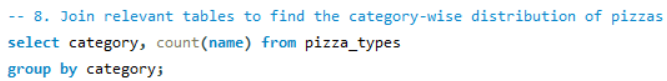 -- 8. Join relevant tables to find the category-wise distribution of pizzas
select category, count(name) from pizza_types
group by category;